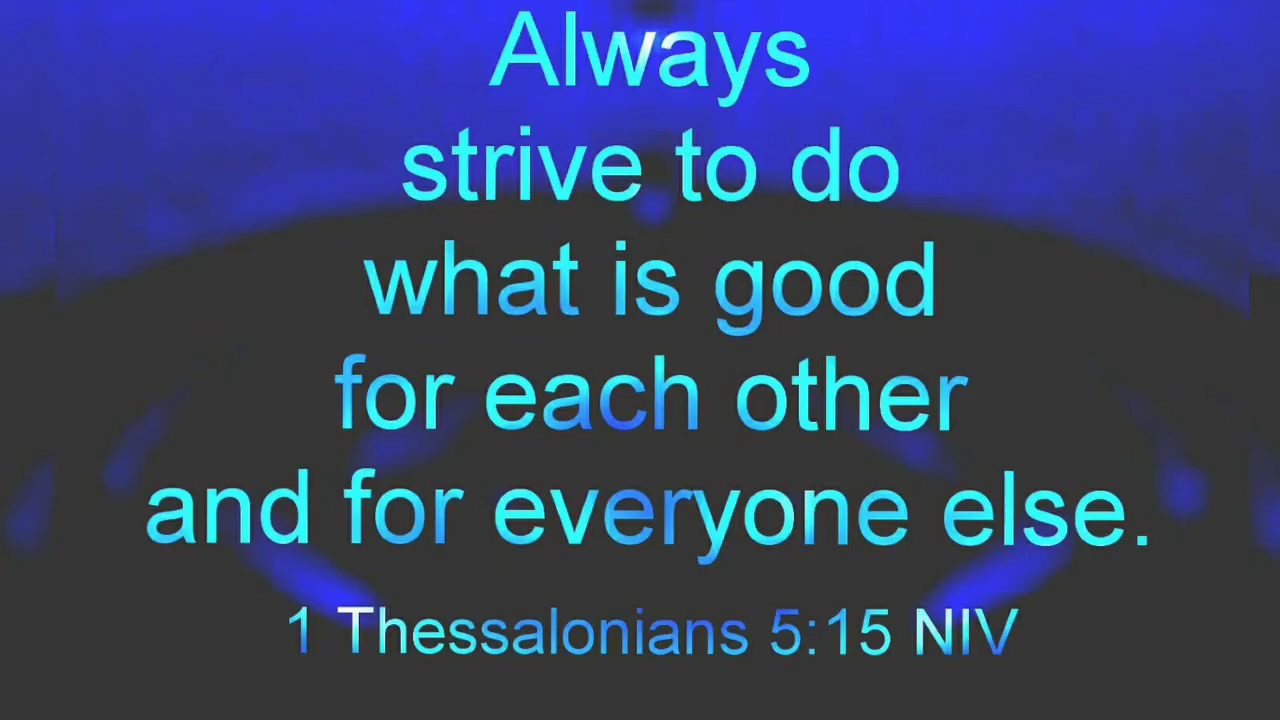 Always
strive to do
what is good
for each other
and for everyone else.
1 Thessalonians 5:15 NIV